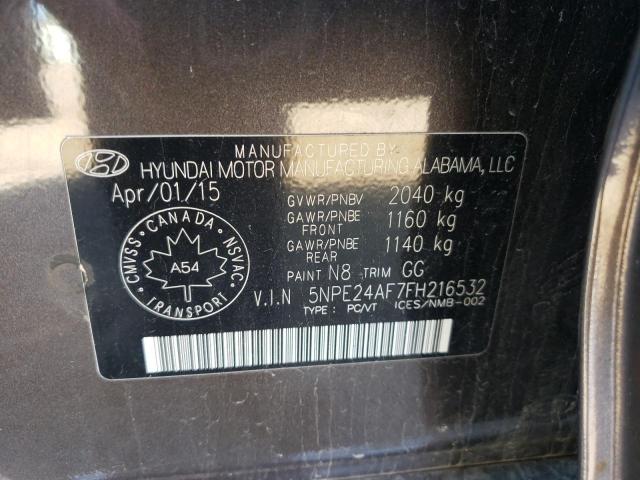 MANUFACTURED BY
HYUNDAI MOTOR MANUFACTURING ALABAMA, LLC
Apr/01/15
GVWR/PNBV 2040 kg
GAWR/PNBE FRONT 1160 kg
GAWR/PNBE REAR 1140 kg
PAINT N8 TRIM GG
V.I.N 5NPE24AF7FH216532
TYPE : PC/VT ICES/NMB-002
CMVSS · CANADA · NSVAC
A54
TRANSPORT